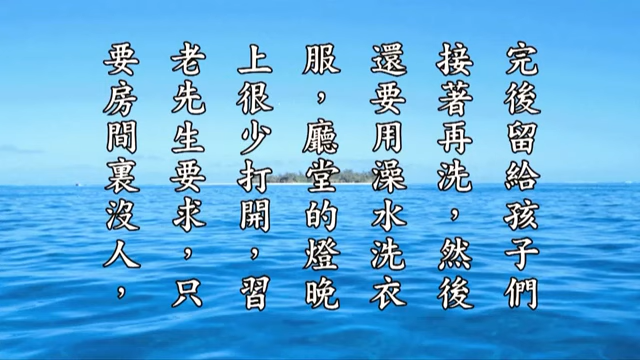 完後留給孩子們
接著再洗，然後
還要用澡水洗衣
服，廳堂的燈晚
上很少打開，習
老先生要求，只
要房間裏沒人，